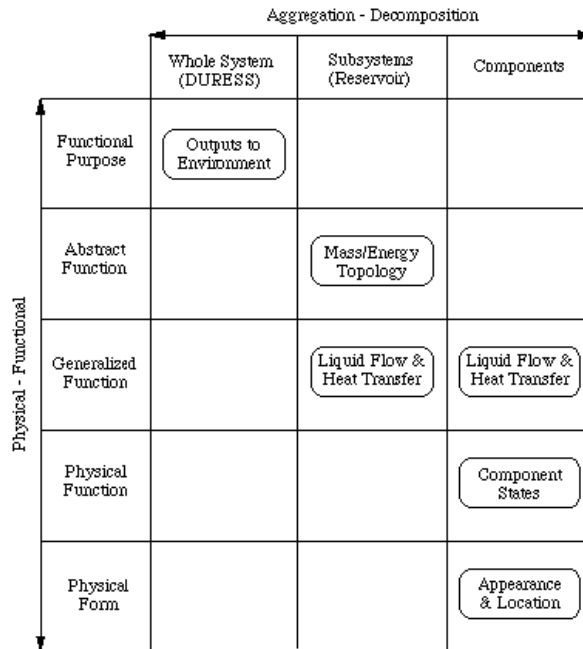 Aggregation - Decomposition
Whole System
(DURESS)
Subsystems
(Reservoir)
Components
Physical - Functional
Functional
Purpose
Outputs to
Environment
Abstract
Function
Mass/Energy
Topology
Generalized
Function
Liquid Flow &
Heat Transfer
Liquid Flow &
Heat Transfer
Physical
Function
Component
States
Physical
Form
Appearance
& Location